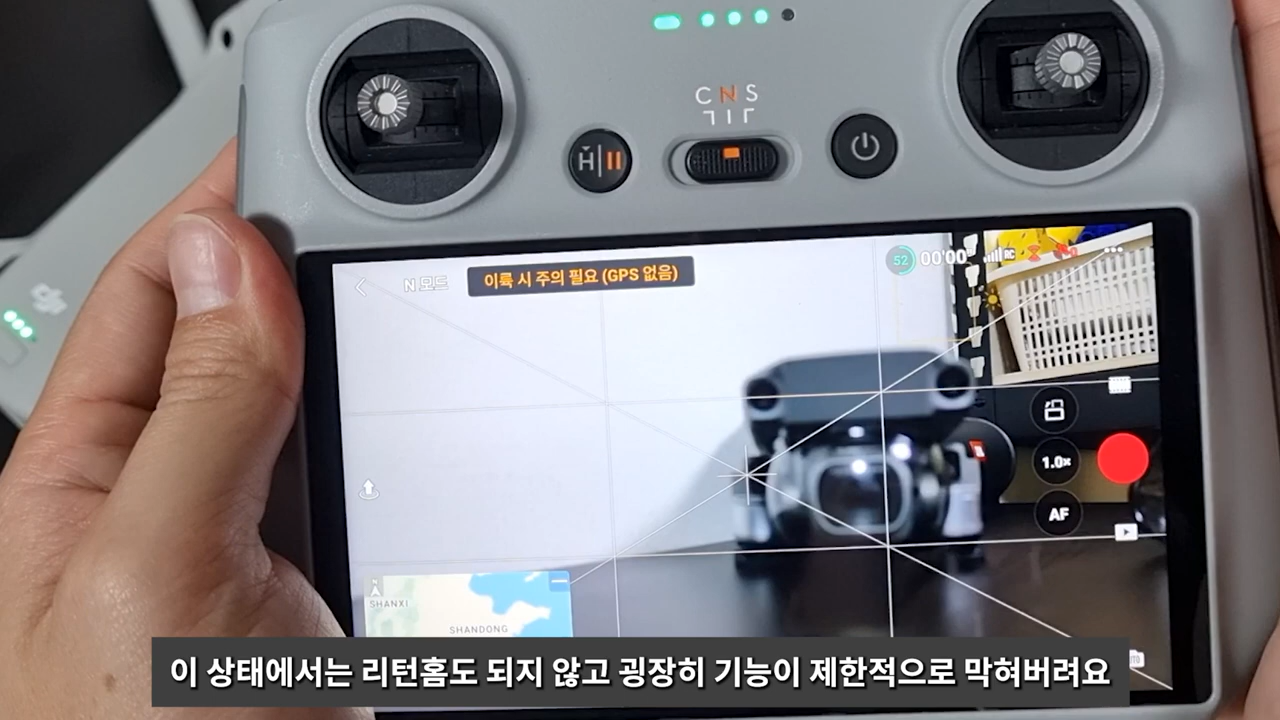 C N S
H
N 모드
이륙 시 주의 필요 (GPS 없음)
52
00'00"
RC
1.0×
AF
N
SHANXI
SHANDONG
이 상태에서는 리턴홈도 되지 않고 굉장히 기능이 제한적으로 막혀버려요